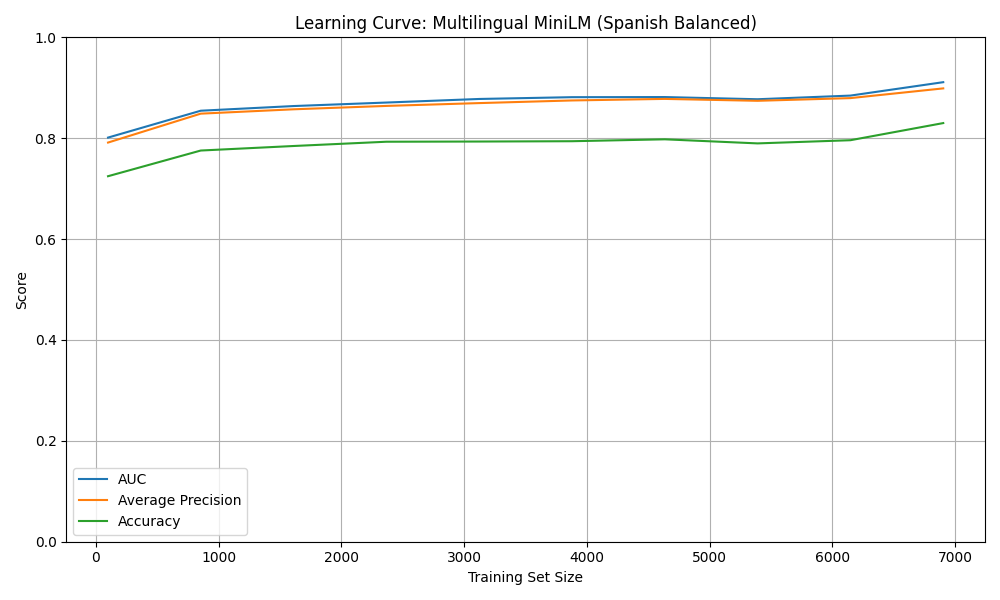 Learning Curve: Multilingual MiniLM (Spanish Balanced)
1.0
0.8
0.6
0.4
0.2
0.0
Score
AUC
Average Precision
Accuracy
0 1000 2000 3000 4000 5000 6000 7000
Training Set Size